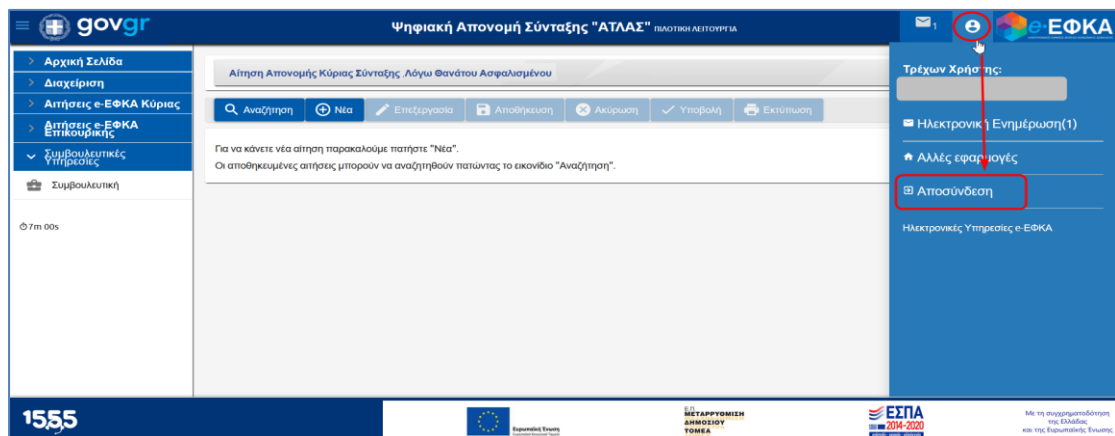 govgr
Ψηφιακή Απονομή Σύνταξης "ΑΤΛΑΣ" ΠΙΛΟΤΙΚΗ ΛΕΙΤΟΥΡΓΙΑ
1
e-ΕΦΚΑ
Αρχική Σελίδα
Διαχείριση
Αιτήσεις e-ΕΦΚΑ Κύριας
Αιτήσεις e-ΕΦΚΑ
Επικουρικής
Συμβουλευτικές
Υπηρεσίες
Συμβουλευτική
7m 00s
Αίτηση Απονομής Κύριας Σύνταξης ,Λόγω Θανάτου Ασφαλισμένου
Αναζήτηση Νέα Επεξεργασία Αποθήκευση Ακύρωση Υποβολή Εκτύπωση
Για να κάνετε νέα αίτηση παρακαλούμε πατήστε "Νέα".
Οι αποθηκευμένες αιτήσεις μπορούν να αναζητηθούν πατώντας το εικονίδιο "Αναζήτηση".
Τρέχων Χρήστης:
Ηλεκτρονική Ενημέρωση(1)
Αλλές εφαρμογές
Αποσύνδεση
Ηλεκτρονικές Υπηρεσίες e-ΕΦΚΑ
1555
Ευρωπαϊκή Ένωση
Ε.Π.
ΜΕΤΑΡΡΥΘΜΙΣΗ
ΔΗΜΟΣΙΟΥ
ΤΟΜΕΑ
ΕΣΠΑ
2014-2020
Με τη συγχρηματοδότηση
της Ελλάδας
και της Ευρωπαϊκής Ένωσης